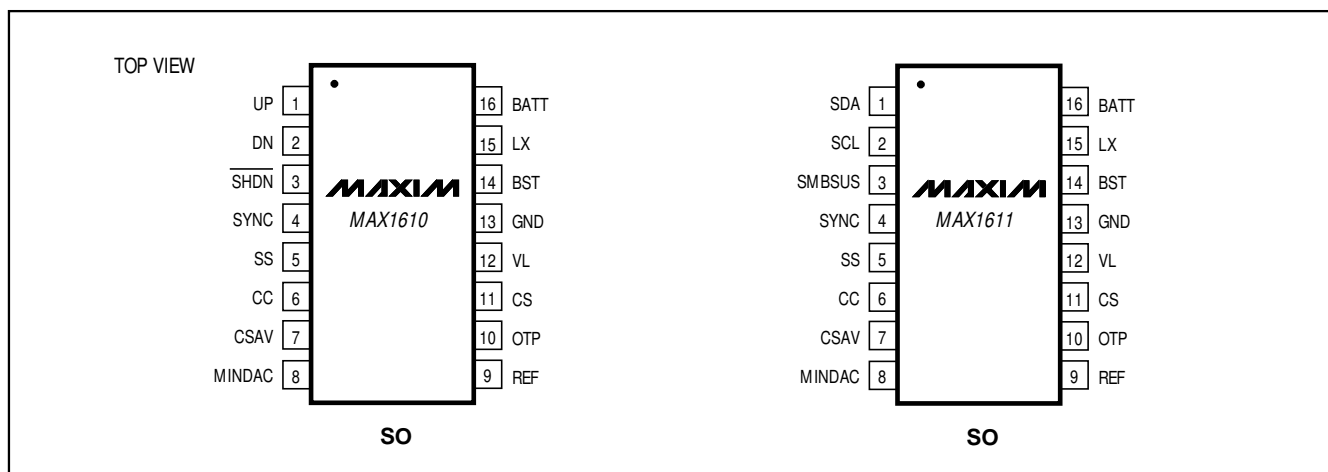 TOP VIEW
UP 1
DN 2
SHDN 3
SYNC 4
SS 5
CC 6
CSAV 7
MINDAC 8
MAXIM
MAX1610
16 BATT
15 LX
14 BST
13 GND
12 VL
11 CS
10 OTP
9 REF
SO
SDA 1
SCL 2
SMBSUS 3
SYNC 4
SS 5
CC 6
CSAV 7
MINDAC 8
MAXIM
MAX1611
16 BATT
15 LX
14 BST
13 GND
12 VL
11 CS
10 OTP
9 REF
SO